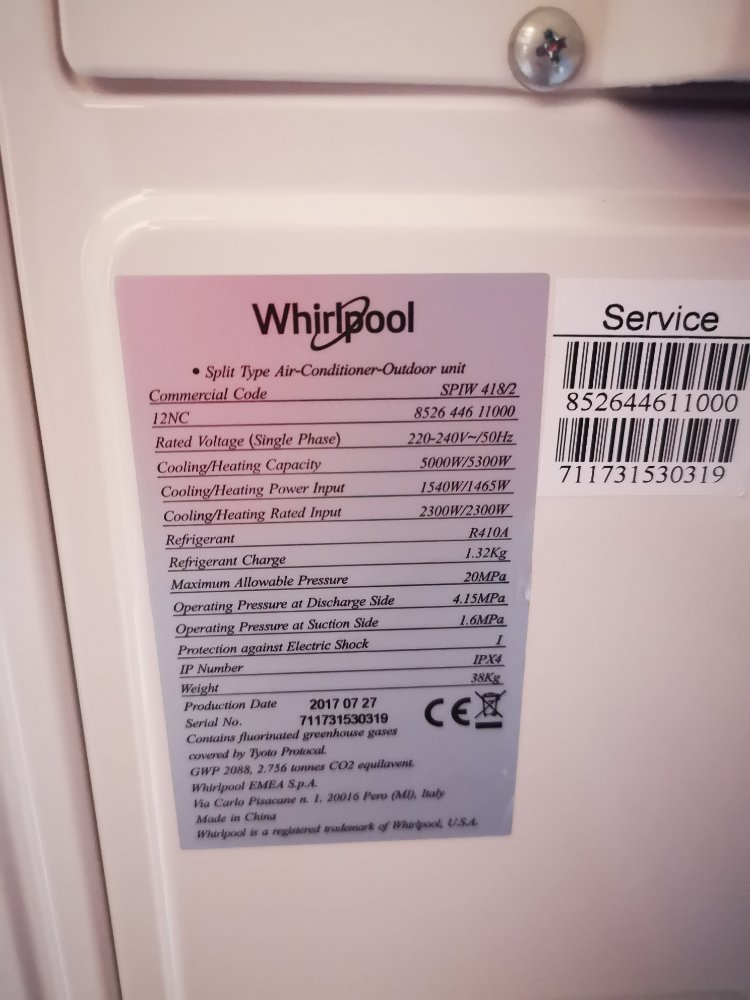 Whirlpool
• Split Type Air-Conditioner-Outdoor unit
Commercial Code SPIW 418/2
12NC 8526 446 11000
Rated Voltage (Single Phase) 220-240V~/50Hz
Cooling/Heating Capacity 5000W/5300W
Cooling/Heating Power Input 1540W/1465W
Cooling/Heating Rated Input 2300W/2300W
Refrigerant R410A
Refrigerant Charge 1.32Kg
Maximum Allowable Pressure 20MPa
Operating Pressure at Discharge Side 4.15MPa
Operating Pressure at Suction Side 1.6MPa
Protection against Electric Shock I
IP Number IPX4
Weight 38Kg
Production Date 2017 07 27
Serial No. 711731530319
CE
Contains fluorinated greenhouse gases
covered by Tyoto Protocal.
GWP 2088, 2.756 tonnes CO2 equilavent.
Whirlpool EMEA S.p.A.
Via Carlo Pisacane n. 1, 20016 Pero (MI), Italy
Made in China
Whirlpool is a registered trademark of Whirlpool, U.S.A.
Service
852644611000
711731530319